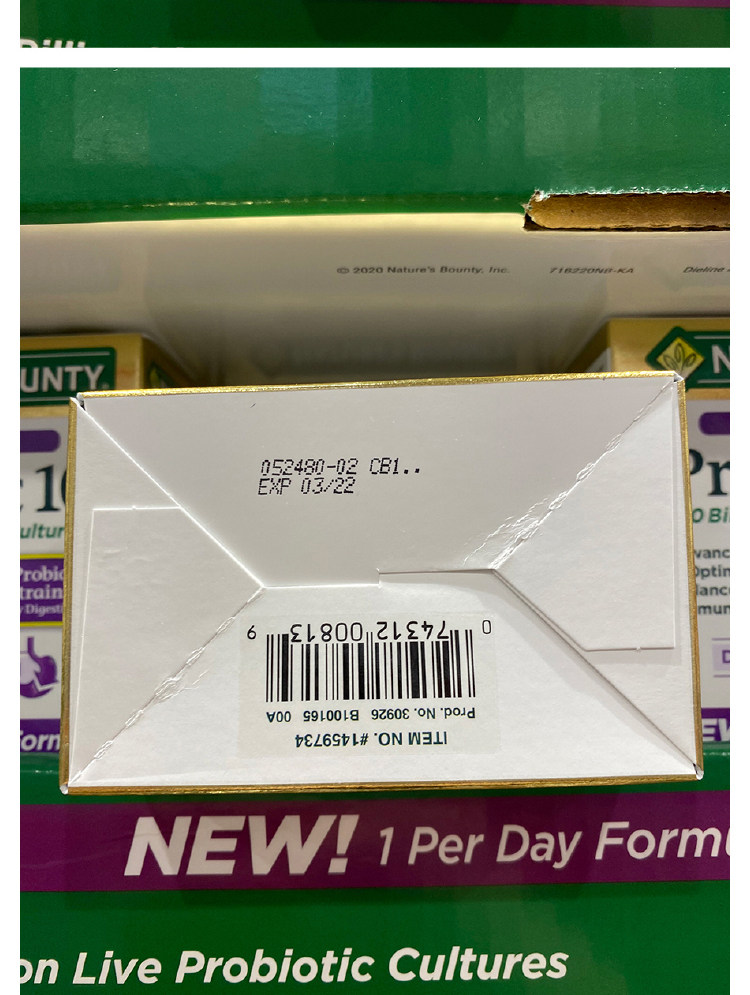 © 2020 Nature's Bounty, Inc. 716220NB-KA Dieline
UNTY
N
052480-02 CB1..
EXP 03/22
ITEM NO. #1459734
Prod. No. 30926 B100165 00A
0 74312 00813 9
NEW! 1 Per Day Formu
on Live Probiotic Cultures